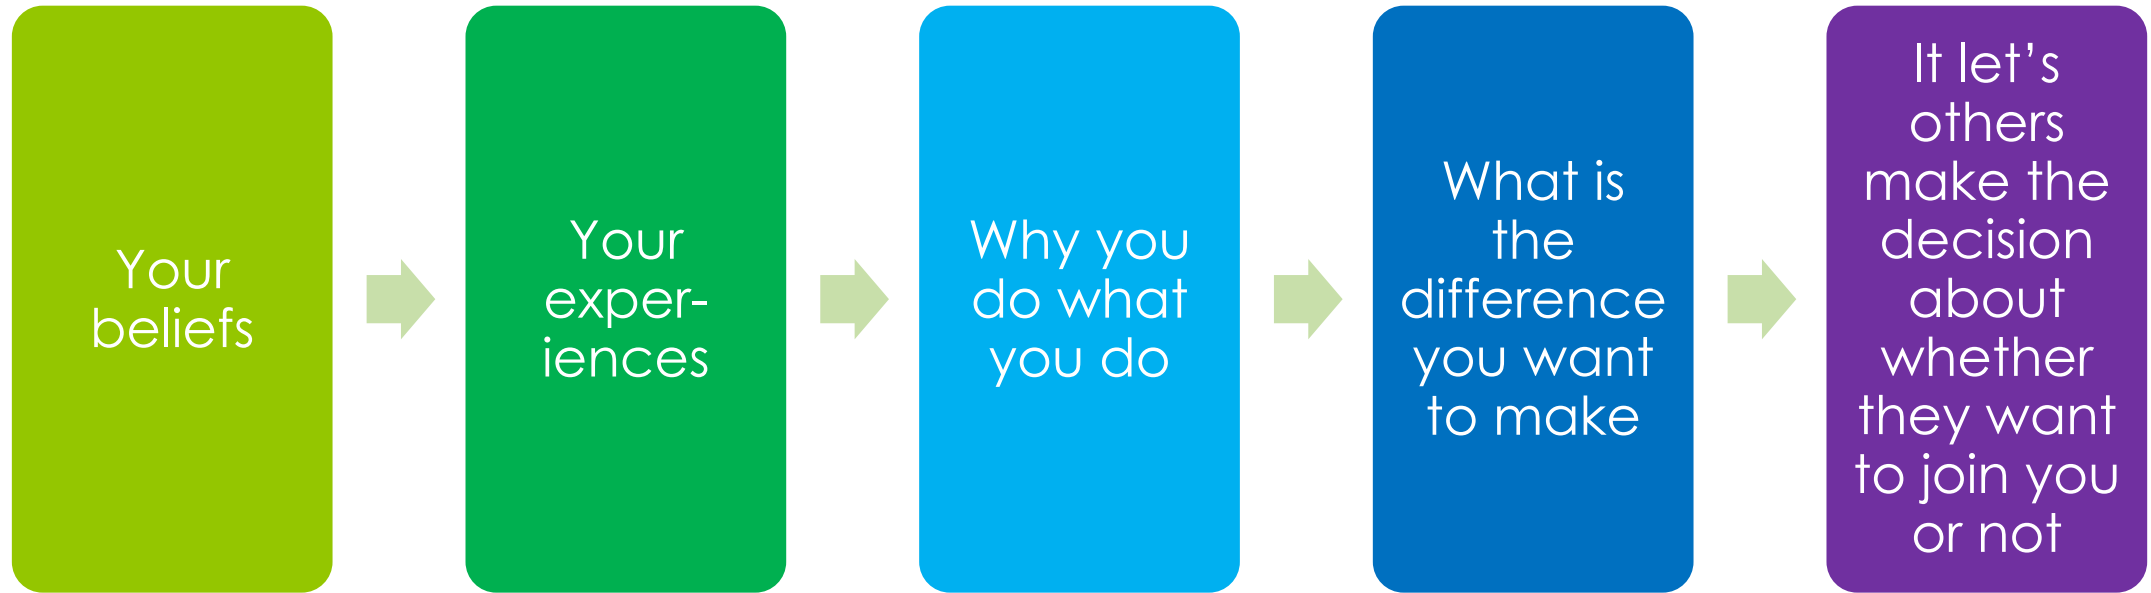 Your
beliefs
Your
exper-
iences
Why you
do what
you do
What is
the
difference
you want
to make
It let’s
others
make the
decision
about
whether
they want
to join you
or not